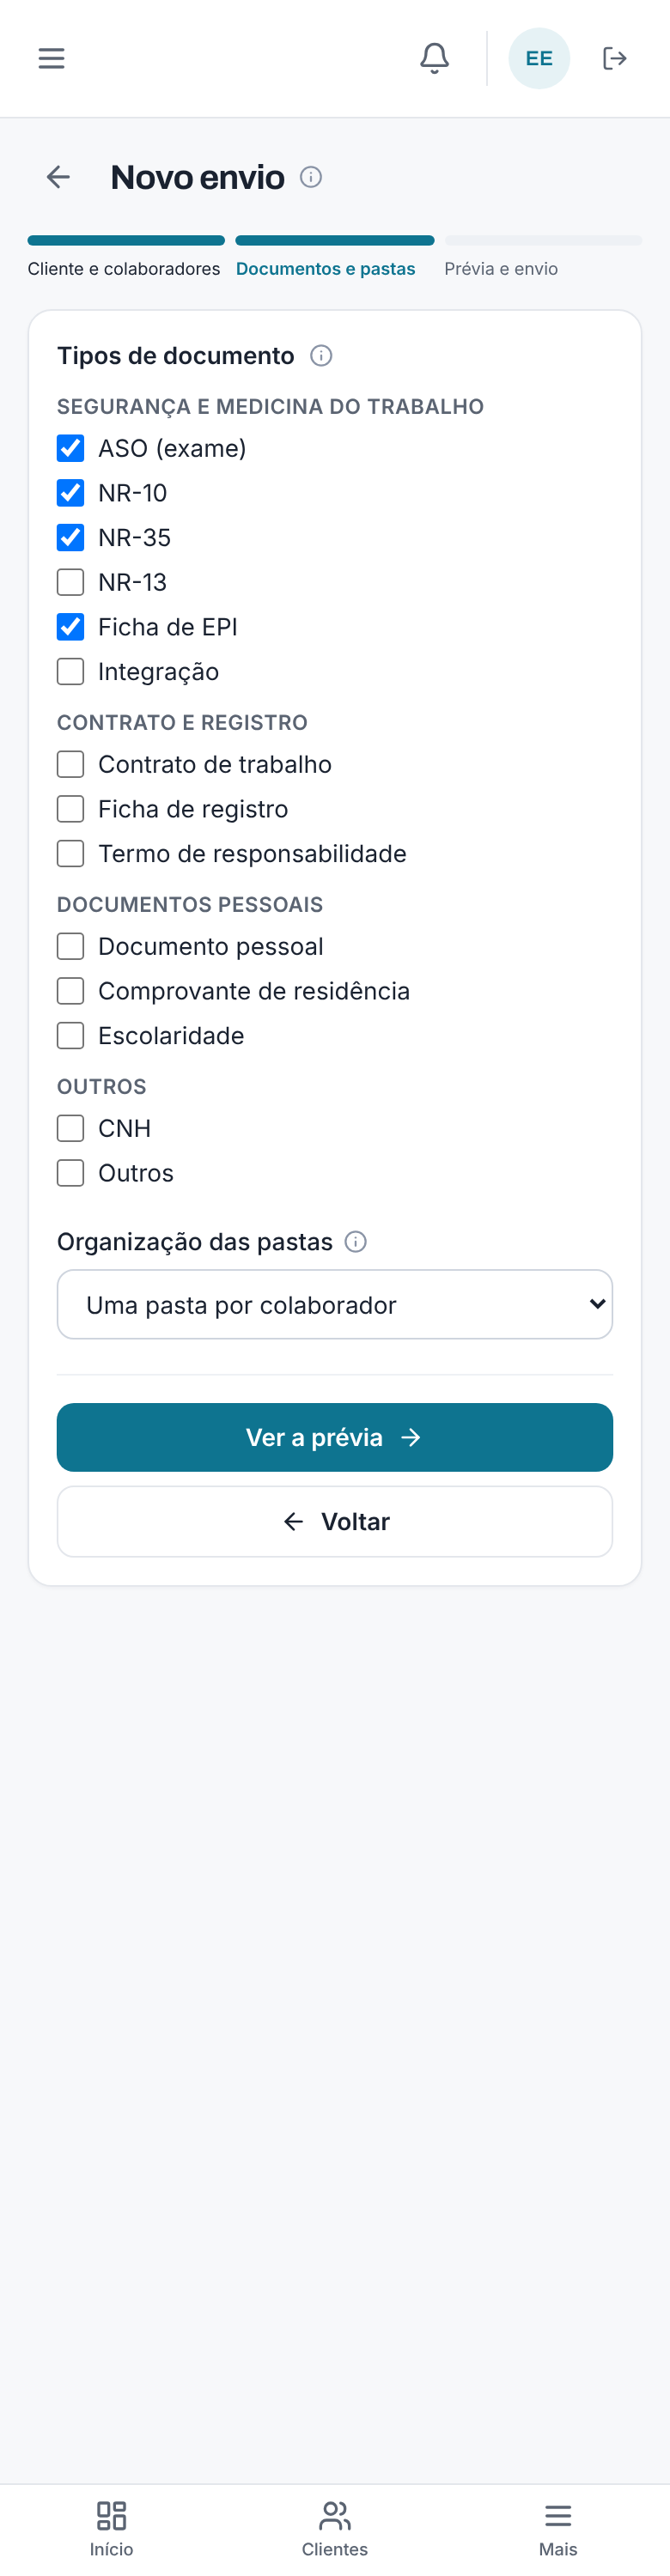 EE
Novo envio
Cliente e colaboradores
Documentos e pastas
Prévia e envio
Tipos de documento
SEGURANÇA E MEDICINA DO TRABALHO
ASO (exame)
NR-10
NR-35
NR-13
Ficha de EPI
Integração
CONTRATO E REGISTRO
Contrato de trabalho
Ficha de registro
Termo de responsabilidade
DOCUMENTOS PESSOAIS
Documento pessoal
Comprovante de residência
Escolaridade
OUTROS
CNH
Outros
Organização das pastas
Uma pasta por colaborador
Ver a prévia
Voltar
Início
Clientes
Mais